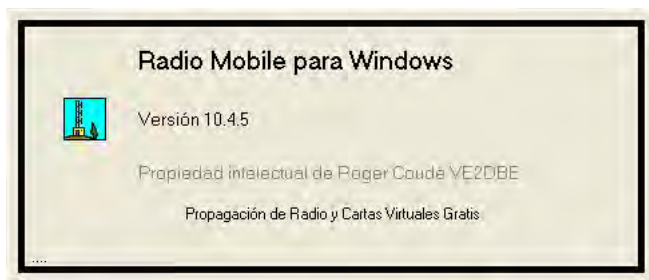 Radio Mobile para Windows
Versión 10.4.5
Propiedad intelectual de Roger Coudé VE2DBE
Propagación de Radio y Cartas Virtuales Gratis
....